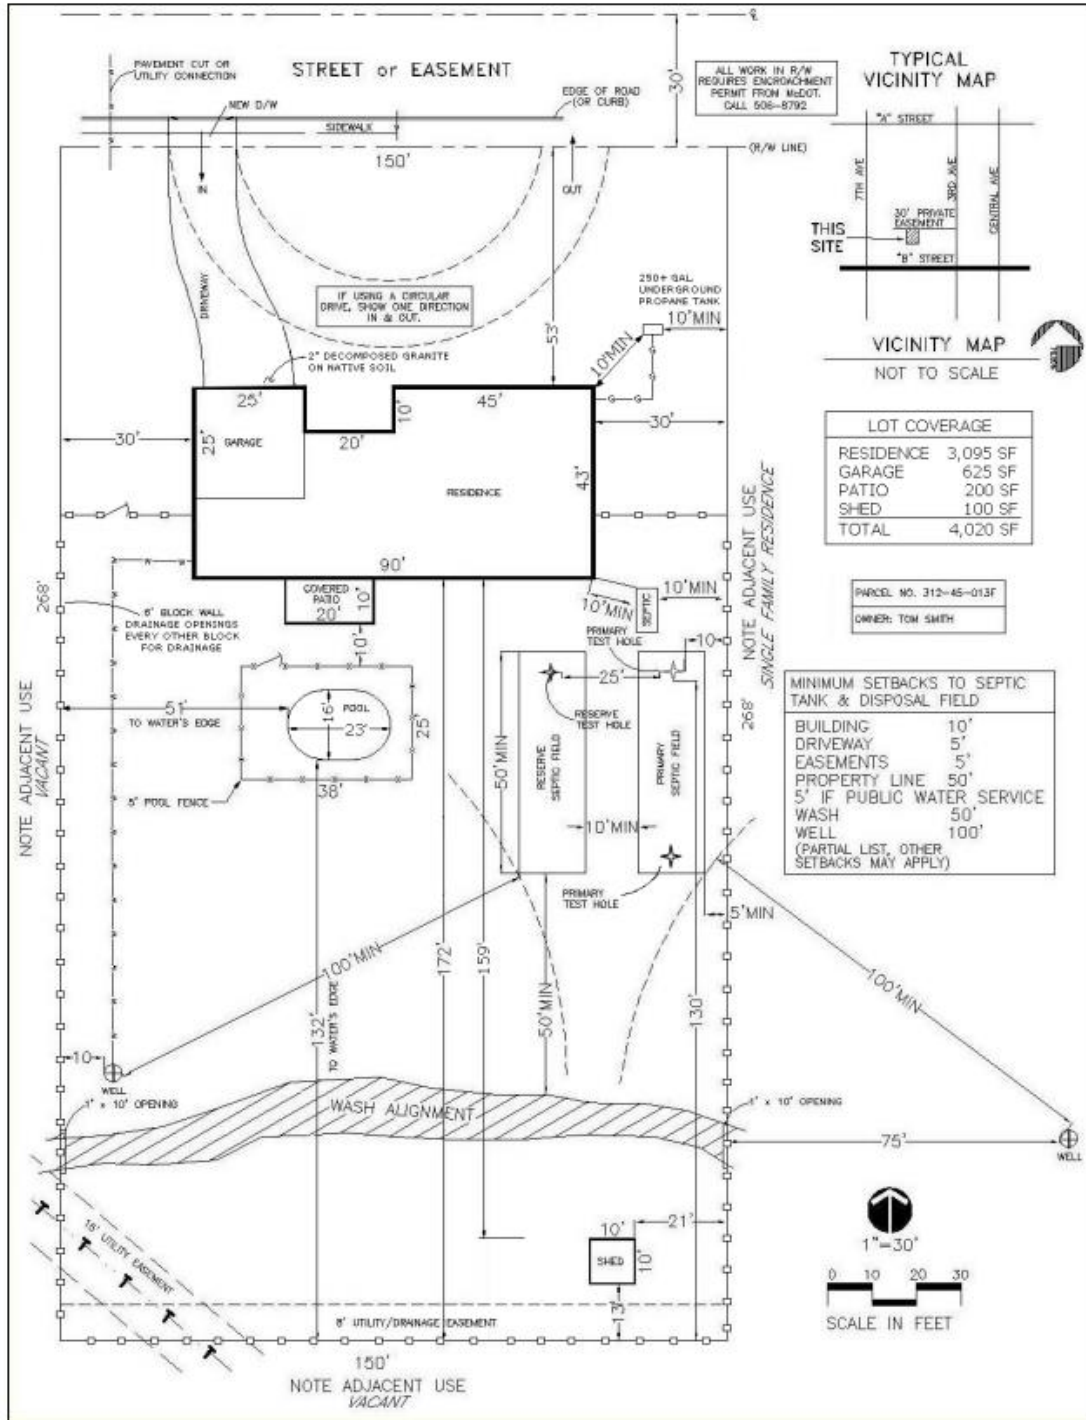 ℄
PAVEMENT CUT OR
UTILITY CONNECTION
STREET or EASEMENT
30'
ALL WORK IN R/W
REQUIRES ENCROACHMENT
PERMIT FROM McDOT.
CALL 506-8792
TYPICAL
VICINITY MAP
EDGE OF ROAD
(OR CURB)
NEW D/W
SIDEWALK
"A" STREET
(R/W LINE)
150'
IN
OUT
7TH AVE
3RD AVE
CENTRAL AVE
30' PRIVATE
EASEMENT
THIS
SITE
"B" STREET
DRIVEWAY
IF USING A CIRCULAR
DRIVE, SHOW ONE DIRECTION
IN & OUT.
53'
250+ GAL
UNDERGROUND
PROPANE TANK
10'MIN
10'MIN
VICINITY MAP
NOT TO SCALE
2" DECOMPOSED GRANITE
ON NATIVE SOIL
G
G
G
G
25'
10'
45'
20'
30'
25'
GARAGE
30'
43'
RESIDENCE
LOT COVERAGE
RESIDENCE 3,095 SF
GARAGE 625 SF
PATIO 200 SF
SHED 100 SF
TOTAL 4,020 SF
NOTE ADJACENT USE
SINGLE FAMILY RESIDENCE
90'
COVERED
PATIO
10'
20'
10'
10'MIN
10'MIN
SEPTIC
268'
6' BLOCK WALL
DRAINAGE OPENINGS
EVERY OTHER BLOCK
FOR DRAINAGE
PARCEL NO. 312-45-013F
OWNER: TOM SMITH
PRIMARY
TEST HOLE
10
25'
RESERVE
TEST HOLE
268'
51'
TO WATER'S EDGE
16'
POOL
23'
25'
38'
5' POOL FENCE
50'MIN
RESERVE
SEPTIC FIELD
PRIMARY
SEPTIC FIELD
10'MIN
NOTE ADJACENT USE
VACANT
MINIMUM SETBACKS TO SEPTIC
TANK & DISPOSAL FIELD
BUILDING 10'
DRIVEWAY 5'
EASEMENTS 5'
PROPERTY LINE 50'
5' IF PUBLIC WATER SERVICE
WASH 50'
WELL 100'
(PARTIAL LIST, OTHER
SETBACKS MAY APPLY)
PRIMARY
TEST HOLE
5'MIN
100'MIN
100'MIN
172'
159'
132'
TO WATER'S EDGE
50'MIN
130'
10
WELL
1" x 10' OPENING
WASH ALIGNMENT
1" x 10' OPENING
75'
WELL
16' UTILITY EASEMENT
21'
10'
SHED
10'
13'
8' UTILITY/DRAINAGE EASEMENT
1"=30'
0 10 20 30
SCALE IN FEET
150'
NOTE ADJACENT USE
VACANT